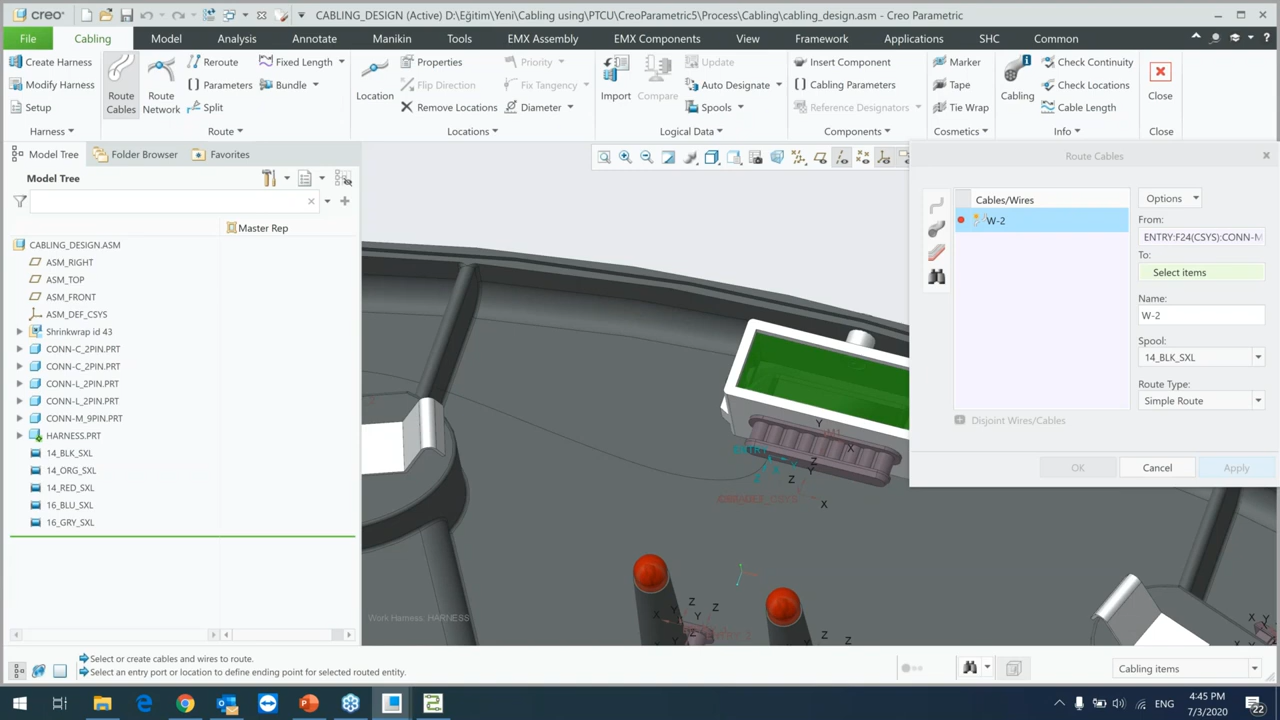 creo CABLING_DESIGN (Active) D:\Eğitim\Yeni\Cabling using\PTCU\CreoParametric5\Process\Cabling\cabling_design.asm - Creo Parametric
File Cabling Model Analysis Annotate Manikin Tools EMX Assembly EMX Components View Framework Applications SHC Common
Create Harness
Modify Harness
Setup
Harness
Route Cables
Route Network
Reroute
Parameters
Split
Fixed Length
Bundle
Route
Location
Properties
Flip Direction
Remove Locations
Priority
Fix Tangency
Diameter
Locations
Import
Compare
Update
Auto Designate
Spools
Logical Data
Insert Component
Cabling Parameters
Reference Designators
Components
Marker
Tape
Tie Wrap
Cosmetics
Cabling
Check Continuity
Check Locations
Cable Length
Info
Close
Close
Model Tree Folder Browser Favorites
Model Tree
Master Rep
CABLING_DESIGN.ASM
ASM_RIGHT
ASM_TOP
ASM_FRONT
ASM_DEF_CSYS
Shrinkwrap id 43
CONN-C_2PIN.PRT
CONN-C_2PIN.PRT
CONN-L_2PIN.PRT
CONN-L_2PIN.PRT
CONN-M_9PIN.PRT
HARNESS.PRT
14_BLK_SXL
14_ORG_SXL
14_RED_SXL
16_BLU_SXL
16_GRY_SXL
Route Cables
Cables/Wires
W-2
Disjoint Wires/Cables
Options
From:
ENTRY:F24(CSYS):CONN-M
To:
Select items
Name:
W-2
Spool:
14_BLK_SXL
Route Type:
Simple Route
OK Cancel Apply
Y
X
Z
Y
Z
X
Z
Z
Y
X
Z
Z
Work Harness: HARNESS
Select or create cables and wires to route.
Select an entry port or location to define ending point for selected routed entity.
Cabling items
ENG
4:45 PM
7/3/2020
22